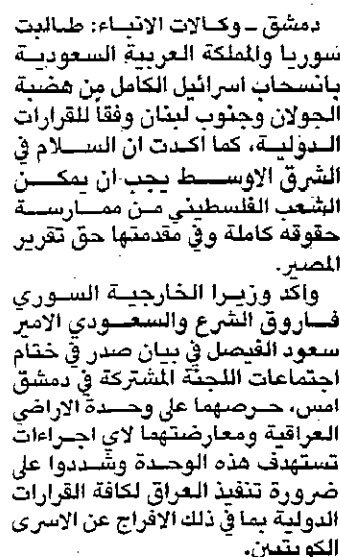 دمشق - وكالات الانباء: طالبت
سوريا والمملكة العربية السعودية
بانسحاب اسرائيل الكامل من هضبة
الجولان وجنوب لبنان وفقاً للقرارات
الدولية، كما اكدت ان السلام في
الشرق الاوسط يجب ان يمكن
الشعب الفلسطيني من ممارسة
حقوقه كاملة وفي مقدمتها حق تقرير
المصير.
واكد وزيرا الخارجية السوري
فاروق الشرع والسعودي الامير
سعود الفيصل في بيان صدر في ختام
اجتماعات اللجنة المشتركة في دمشق
امس، حرصهما على وحدة الاراضي
العراقية ومعارضتهما لاي اجراءات
تستهدف هذه الوحدة وشددوا على
ضرورة تنفيذ العراق لكافة القرارات
الدولية بما في ذلك الافراج عن الاسرى
الكويتيين.